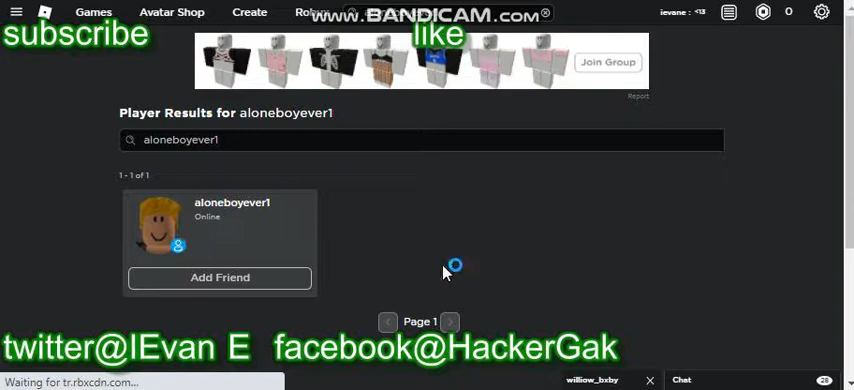 www.BANDICAM.com
Games Avatar Shop Create ievane : <13 0
subscribe like
Join Group
Report
Player Results for aloneboyever1
aloneboyever1
1 - 1 of 1
aloneboyever1
Online
Add Friend
Page 1
twitter@IEvan E facebook@HackerGak
Waiting for tr.rbxcdn.com...
williow_bxby Chat 28